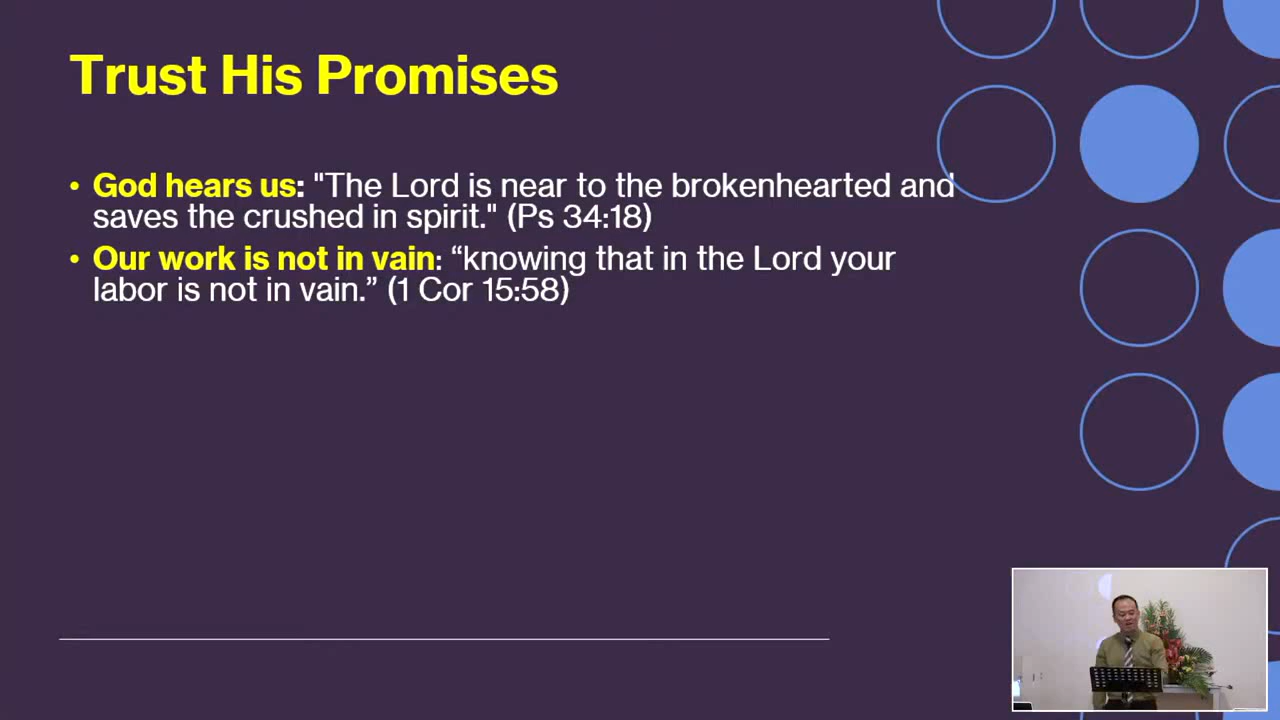 Trust His Promises
• God hears us: "The Lord is near to the brokenhearted and
saves the crushed in spirit." (Ps 34:18)
• Our work is not in vain: “knowing that in the Lord your
labor is not in vain.” (1 Cor 15:58)